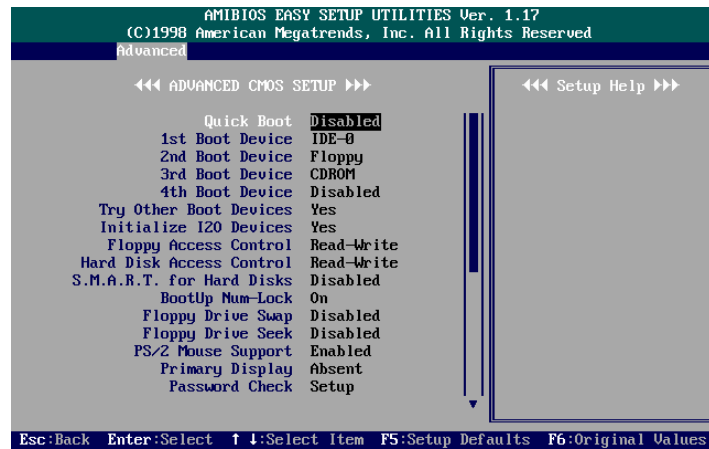 AMIBIOS EASY SETUP UTILITIES Ver. 1.17
(C)1998 American Megatrends, Inc. All Rights Reserved
Advanced
ADVANCED CMOS SETUP
Setup Help
Quick Boot Disabled
1st Boot Device IDE-0
2nd Boot Device Floppy
3rd Boot Device CDROM
4th Boot Device Disabled
Try Other Boot Devices Yes
Initialize I2O Devices Yes
Floppy Access Control Read-Write
Hard Disk Access Control Read-Write
S.M.A.R.T. for Hard Disks Disabled
BootUp Num-Lock On
Floppy Drive Swap Disabled
Floppy Drive Seek Disabled
PS/2 Mouse Support Enabled
Primary Display Absent
Password Check Setup
Esc:Back Enter:Select ↑ ↓:Select Item F5:Setup Defaults F6:Original Values